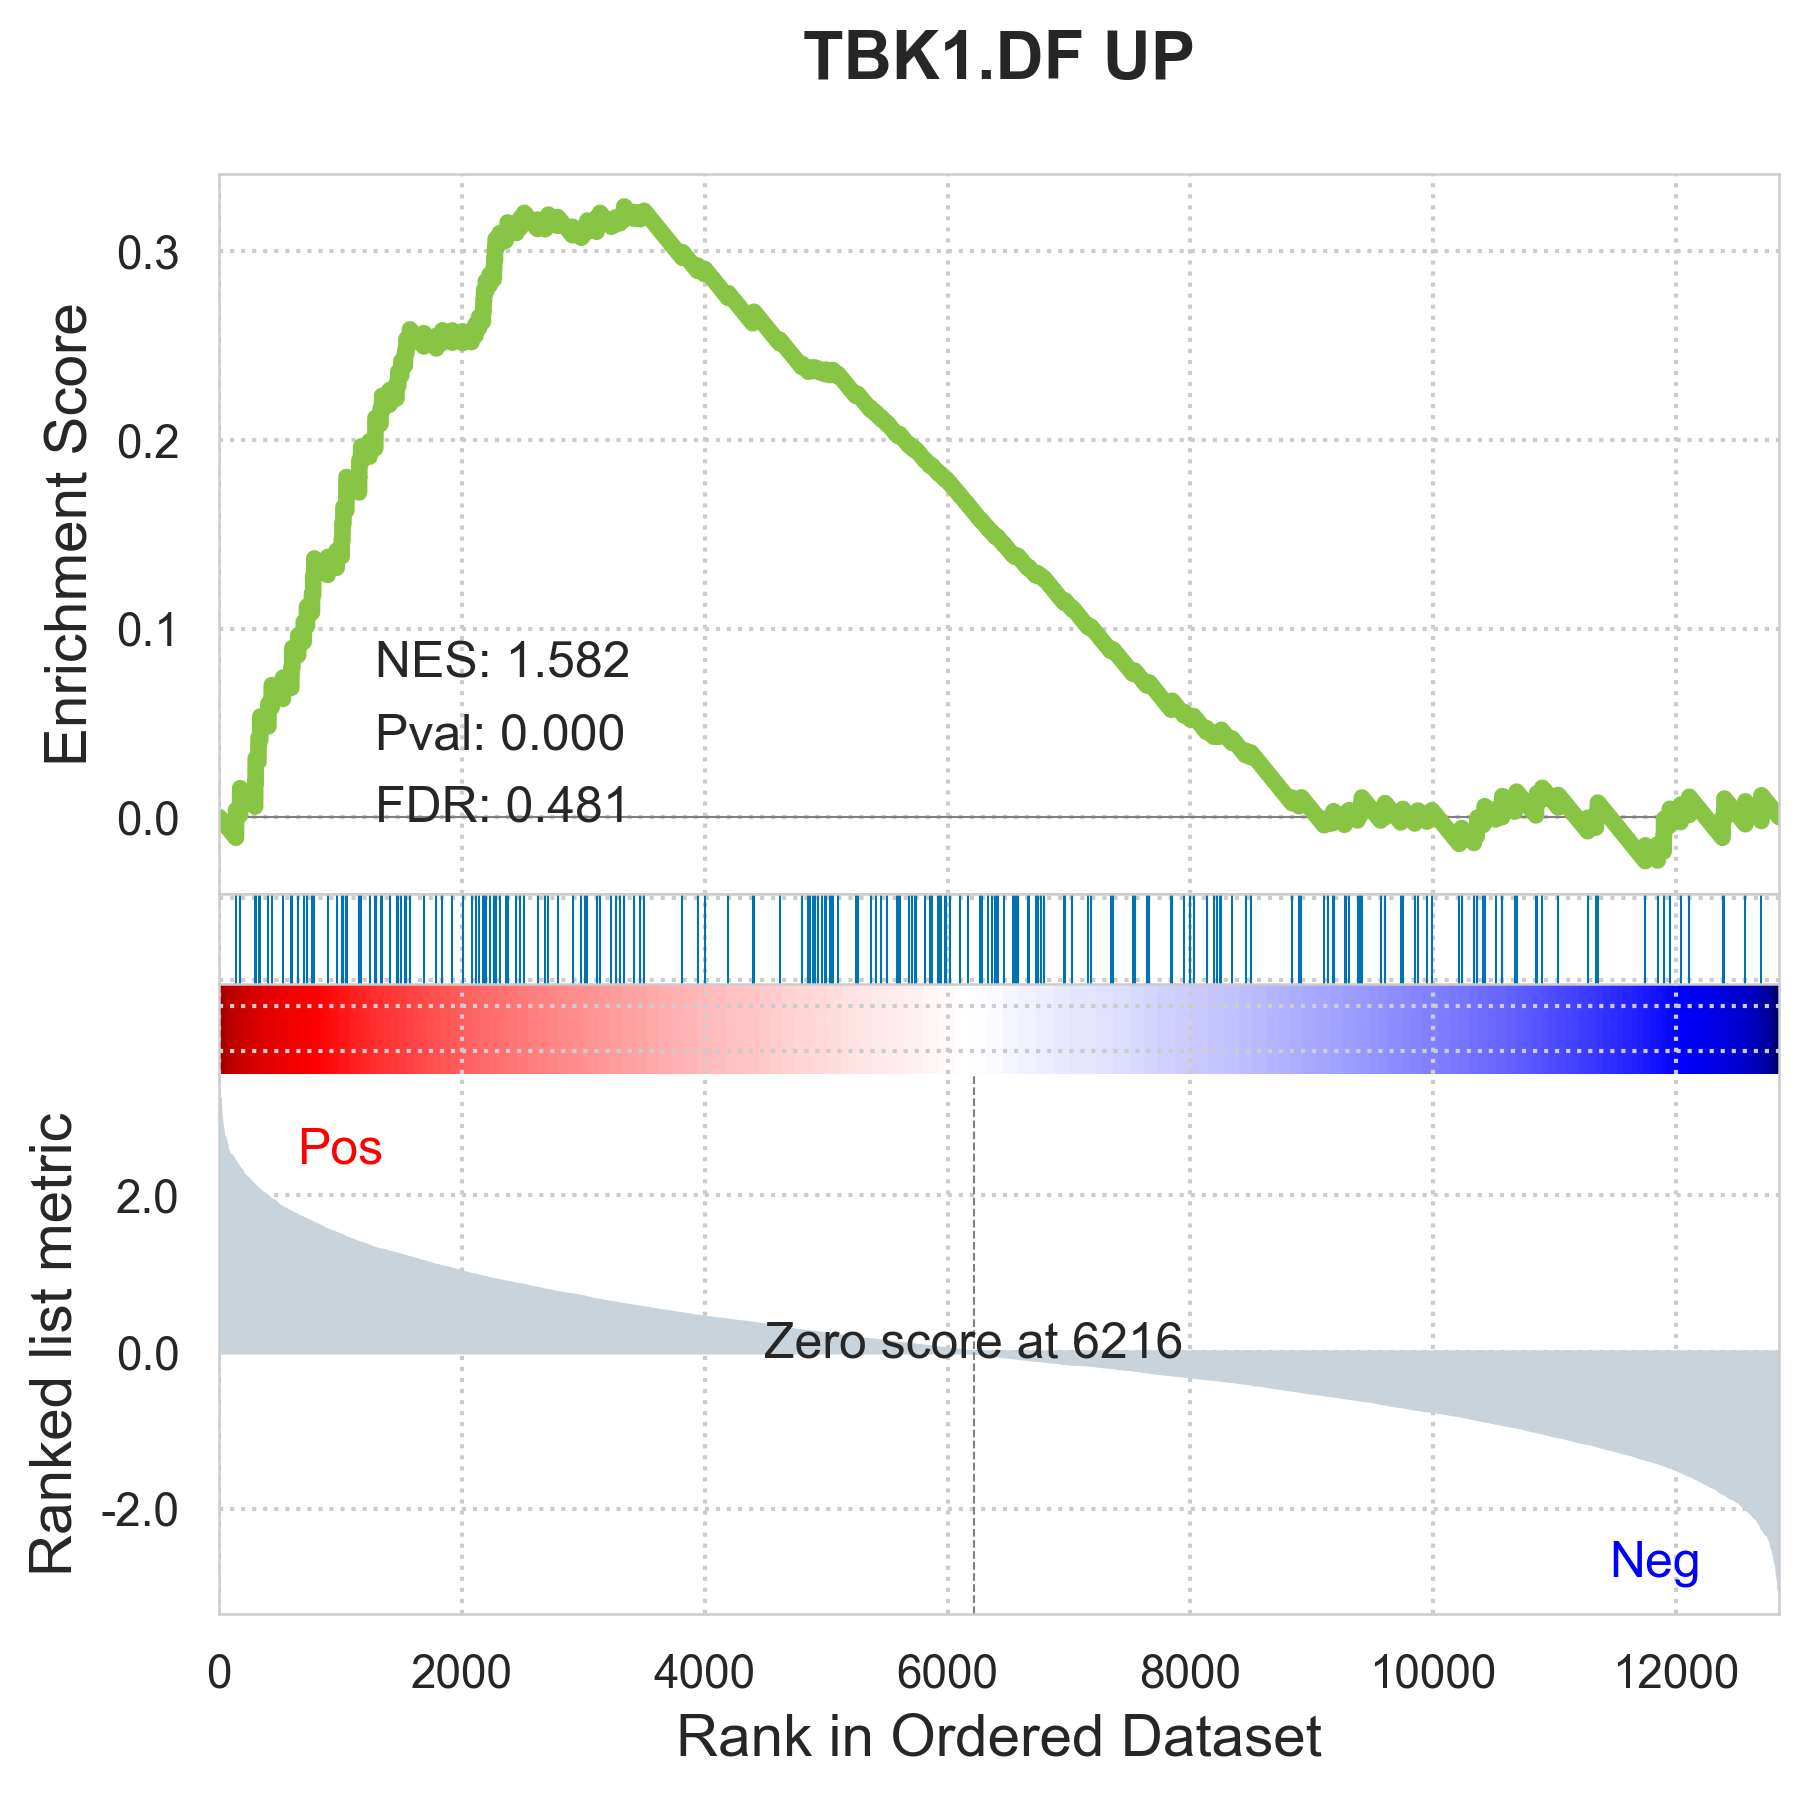 TBK1.DF UP
Enrichment Score
0.3
0.2
0.1
0.0
NES: 1.582
Pval: 0.000
FDR: 0.481
Ranked list metric
Pos
2.0
0.0
-2.0
Zero score at 6216
Neg
0 2000 4000 6000 8000 10000 12000
Rank in Ordered Dataset